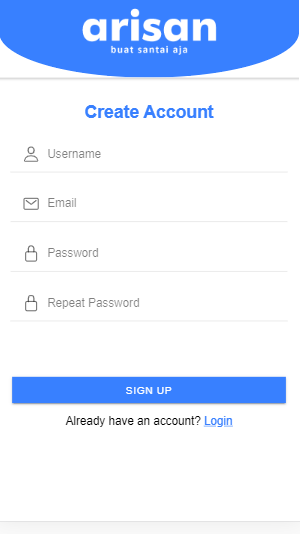 arisan
buat santai aja
Create Account
Username
Email
Password
Repeat Password
SIGN UP
Already have an account? Login